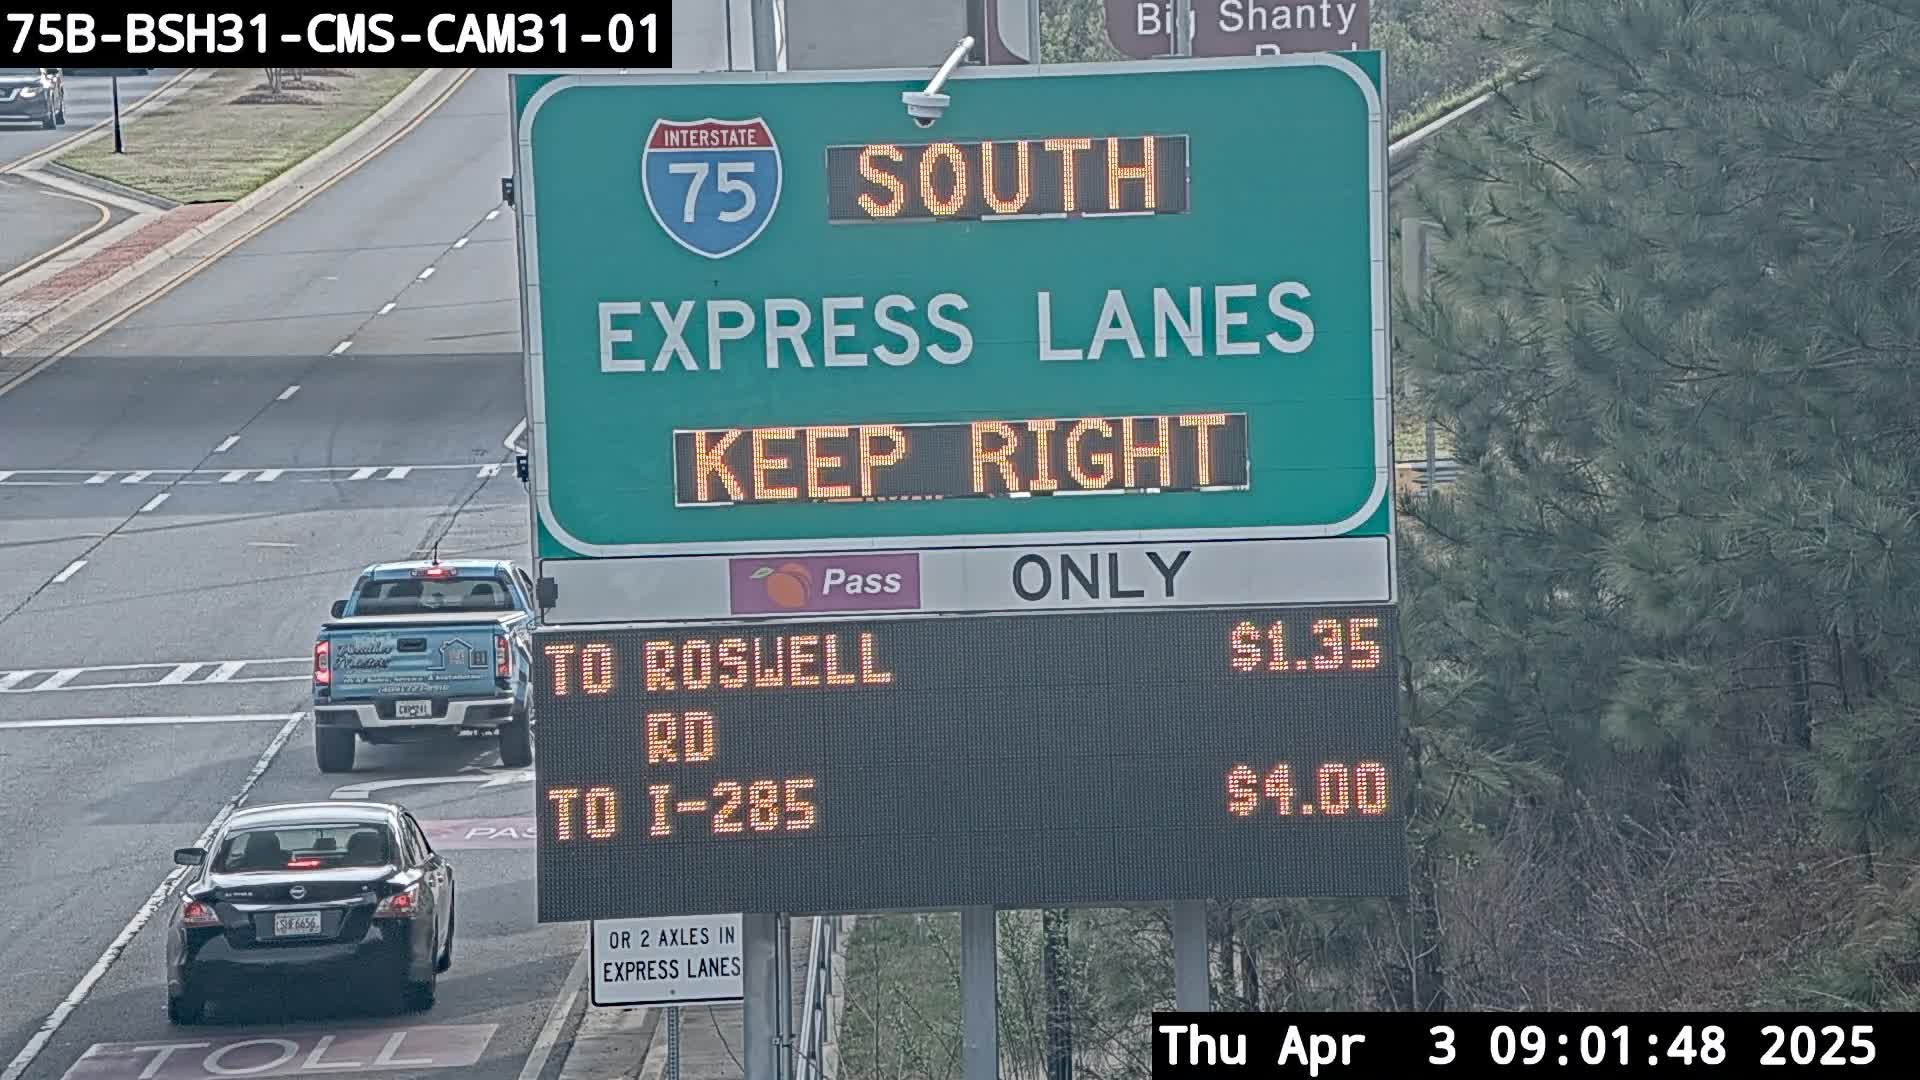 75B-BSH31-CMS-CAM31-01
Big Shanty
INTERSTATE
75
SOUTH
EXPRESS LANES
KEEP RIGHT
Pass ONLY
TO ROSWELL $1.35
RD
TO I-285 $4.00
OR 2 AXLES IN
EXPRESS LANES
TOLL
Thu Apr 3 09:01:48 2025